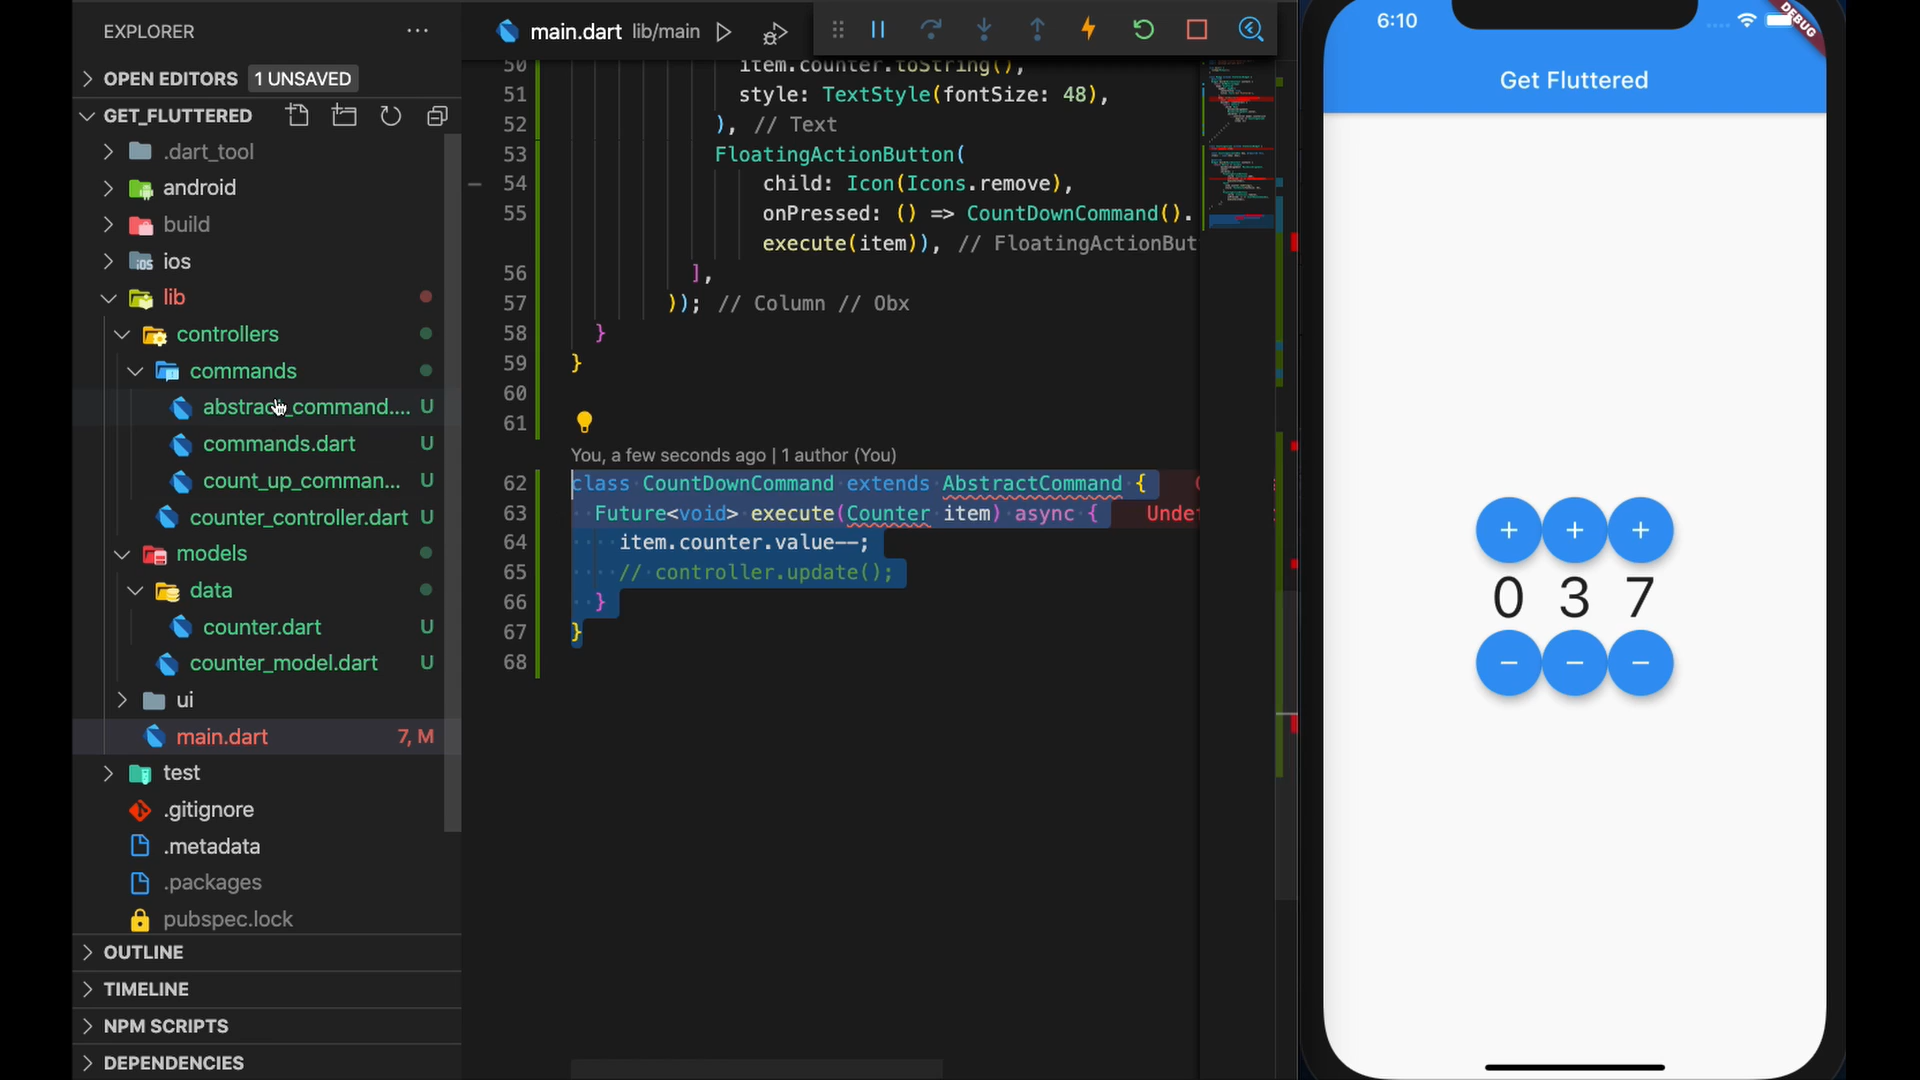 EXPLORER
OPEN EDITORS 1 UNSAVED
GET_FLUTTERED
.dart_tool
android
build
ios
lib
controllers
commands
abstract_command.... U
commands.dart U
count_up_comman... U
counter_controller.dart U
models
data
counter.dart U
counter_model.dart U
ui
main.dart 7, M
test
.gitignore
.metadata
.packages
pubspec.lock
OUTLINE
TIMELINE
NPM SCRIPTS
DEPENDENCIES
main.dart lib/main
50 item.counter.toString(),
51 style: TextStyle(fontSize: 48),
52 ), // Text
53 FloatingActionButton(
54 child: Icon(Icons.remove),
55 onPressed: () => CountDownCommand().
execute(item)), // FloatingActionBut
56 ],
57 )); // Column // Obx
58 }
59 }
60
61
You, a few seconds ago | 1 author (You)
62 class CountDownCommand extends AbstractCommand {
63 Future<void> execute(Counter item) async { Unde
64 item.counter.value--;
65 // controller.update();
66 }
67 }
68
6:10
DEBUG
Get Fluttered
+ + +
0 3 7
− − −